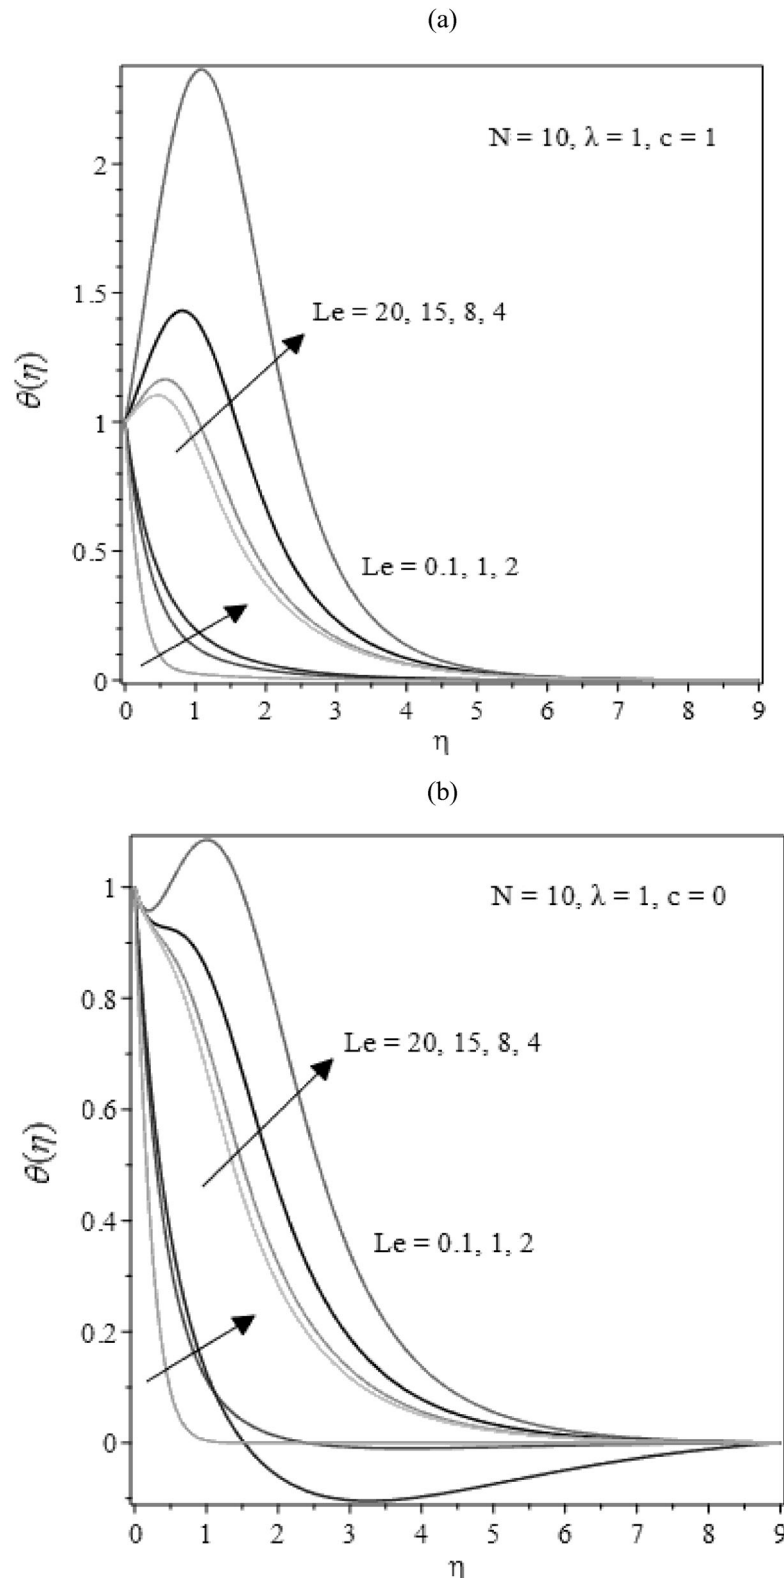 (a)
N = 10, λ = 1, c = 1
2
Le = 20, 15, 8, 4
1.5
θ(η)
1
Le = 0.1, 1, 2
0.5
0
0 1 2 3 4 5 6 7 8 9
η
(b)
N = 10, λ = 1, c = 0
1
0.8
Le = 20, 15, 8, 4
0.6
θ(η)
0.4
Le = 0.1, 1, 2
0.2
0
0 1 2 3 4 5 6 7 8 9
η